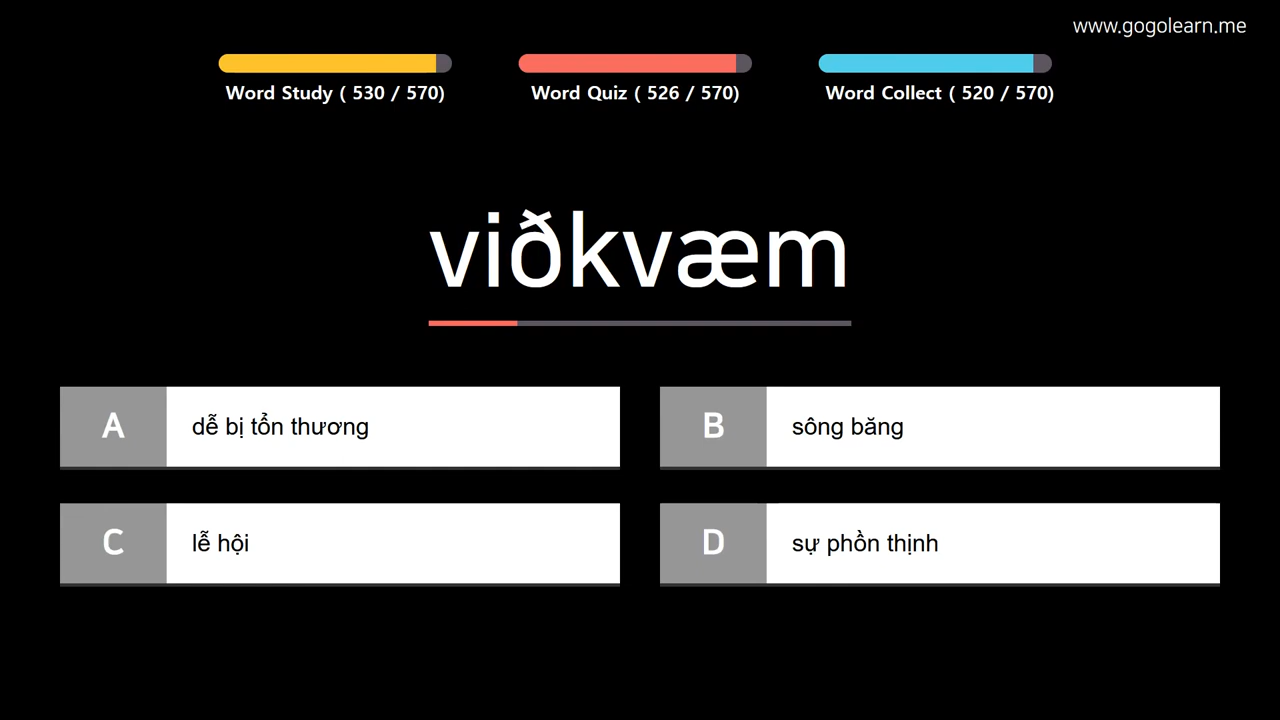 www.gogolearn.me
Word Study ( 530 / 570)
Word Quiz ( 526 / 570)
Word Collect ( 520 / 570)
viðkvæm
A dễ bị tổn thương
B sông băng
C lễ hội
D sự phồn thịnh